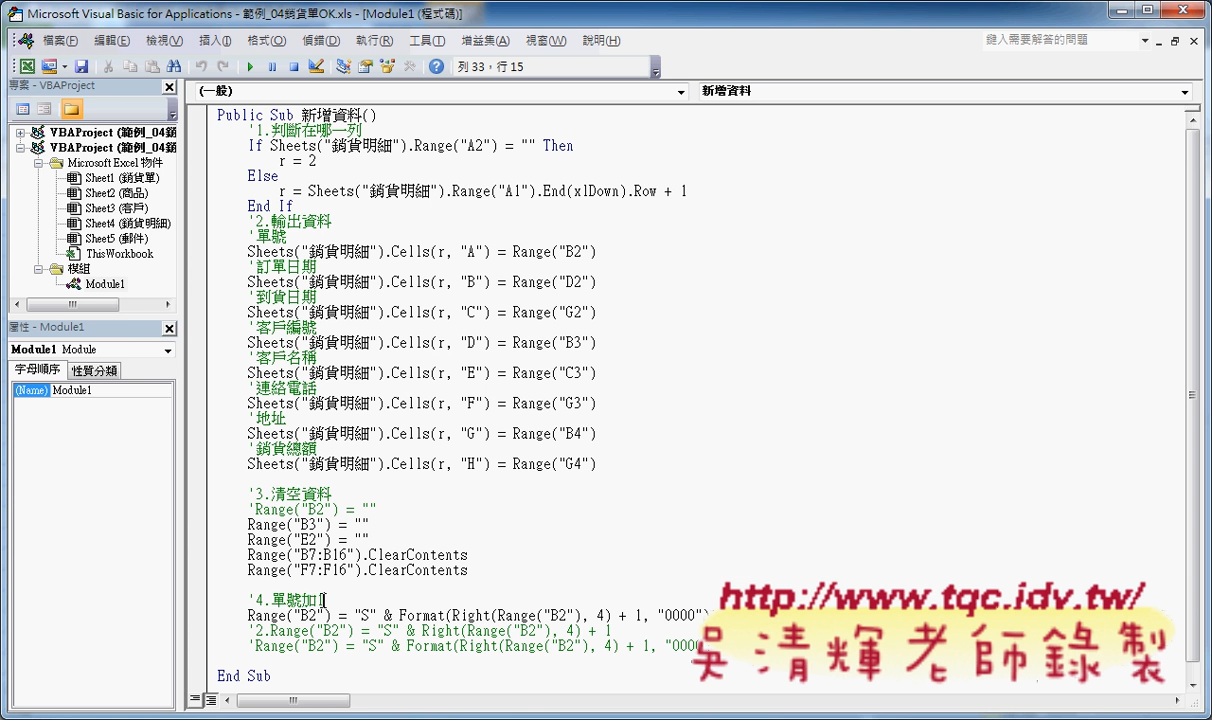 Microsoft Visual Basic for Applications - 範例_04銷貨單OK.xls - [Module1 (程式碼)]
檔案(F) 編輯(E) 檢視(V) 插入(I) 格式(O) 偵錯(D) 執行(R) 工具(T) 增益集(A) 視窗(W) 說明(H) 鍵入需要解答的問題
列 33，行 15
專案 - VBAProject
(一般) 新增資料
VBAProject (範例_04銷
VBAProject (範例_04銷
Microsoft Excel 物件
Sheet1 (銷貨單)
Sheet2 (商品)
Sheet3 (客戶)
Sheet4 (銷貨明細)
Sheet5 (郵件)
ThisWorkbook
模組
Module1
屬性 - Module1
Module1 Module
字母順序 性質分類
(Name) Module1
Public Sub 新增資料()
'1.判斷在哪一列
If Sheets("銷貨明細").Range("A2") = "" Then
r = 2
Else
r = Sheets("銷貨明細").Range("A1").End(xlDown).Row + 1
End If
'2.輸出資料
'單號
Sheets("銷貨明細").Cells(r, "A") = Range("B2")
'訂單日期
Sheets("銷貨明細").Cells(r, "B") = Range("D2")
'到貨日期
Sheets("銷貨明細").Cells(r, "C") = Range("G2")
'客戶編號
Sheets("銷貨明細").Cells(r, "D") = Range("B3")
'客戶名稱
Sheets("銷貨明細").Cells(r, "E") = Range("C3")
'連絡電話
Sheets("銷貨明細").Cells(r, "F") = Range("G3")
'地址
Sheets("銷貨明細").Cells(r, "G") = Range("B4")
'銷貨總額
Sheets("銷貨明細").Cells(r, "H") = Range("G4")
'3.清空資料
'Range("B2") = ""
Range("B3") = ""
Range("E2") = ""
Range("B7:B16").ClearContents
Range("F7:F16").ClearContents
'4.單號加1
Range("B2") = "S" & Format(Right(Range("B2"), 4) + 1, "0000")
'2.Range("B2") = "S" & Right(Range("B2"), 4) + 1
'Range("B2") = "S" & Format(Right(Range("B2"), 4) + 1, "0000
End Sub
http://www.tqc.idv.tw/
吳清輝老師錄製